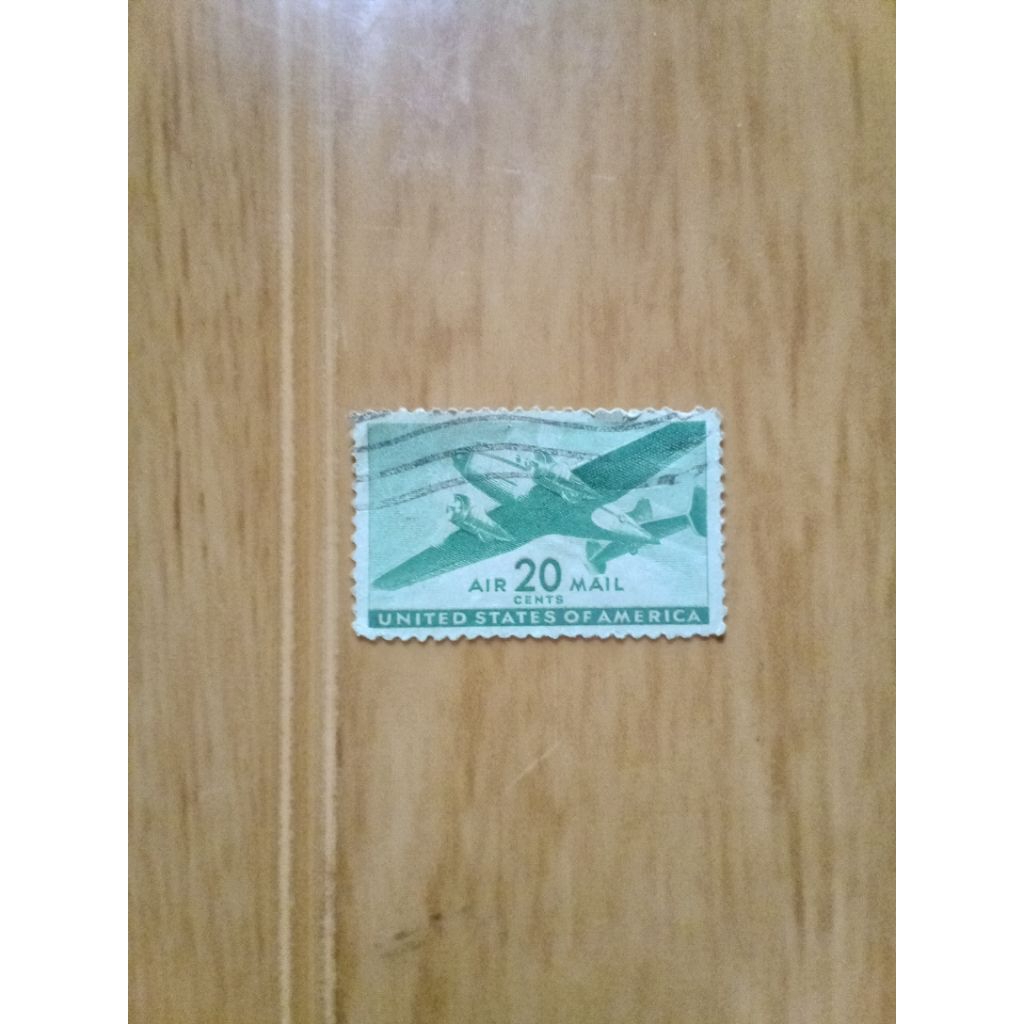 AIR 20 MAIL
CENTS
UNITED STATES OF AMERICA